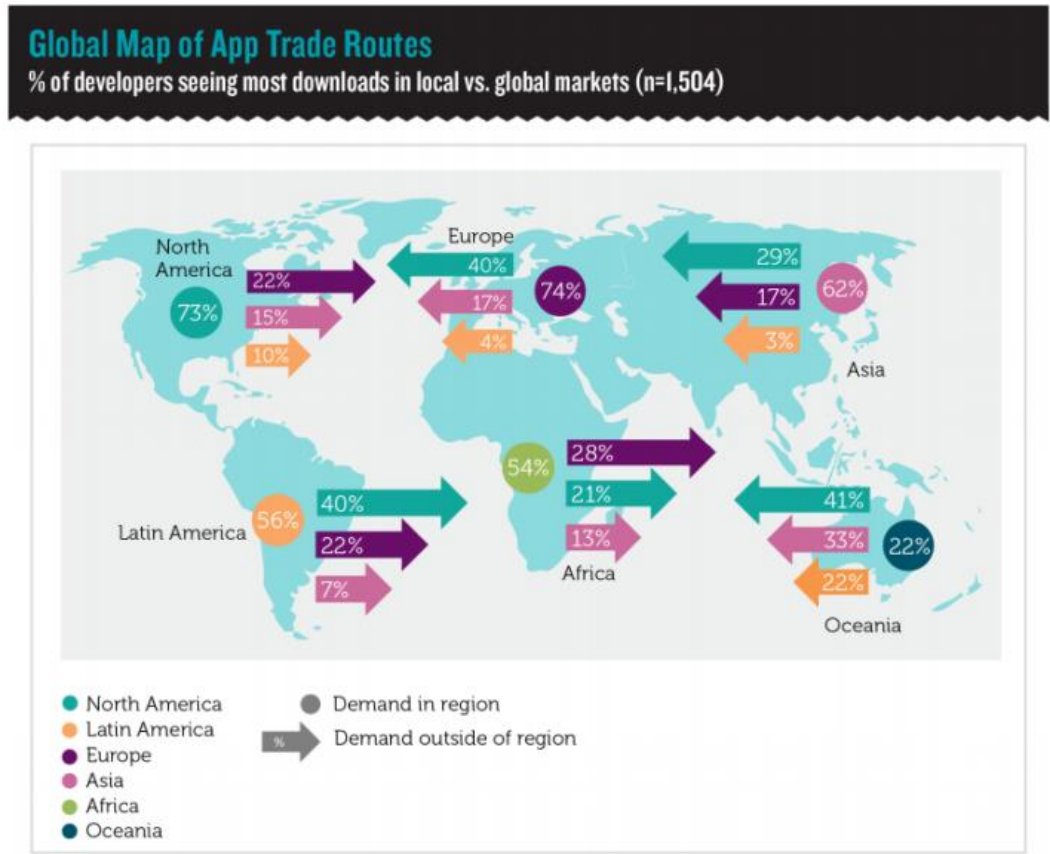 Global Map of App Trade Routes
% of developers seeing most downloads in local vs. global markets (n=1,504)
North
America
73%
22%
15%
10%
Europe
40%
17%
4%
74%
29%
17%
3%
62%
Asia
Latin America
56%
40%
22%
7%
54%
28%
21%
13%
Africa
41%
33%
22%
22%
Oceania
North America
Latin America
Europe
Asia
Africa
Oceania
Demand in region
%
Demand outside of region